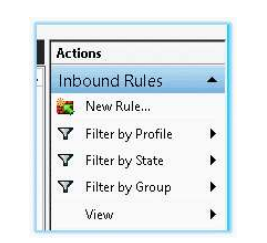 Actions
Inbound Rules
New Rule...
Filter by Profile
Filter by State
Filter by Group
View